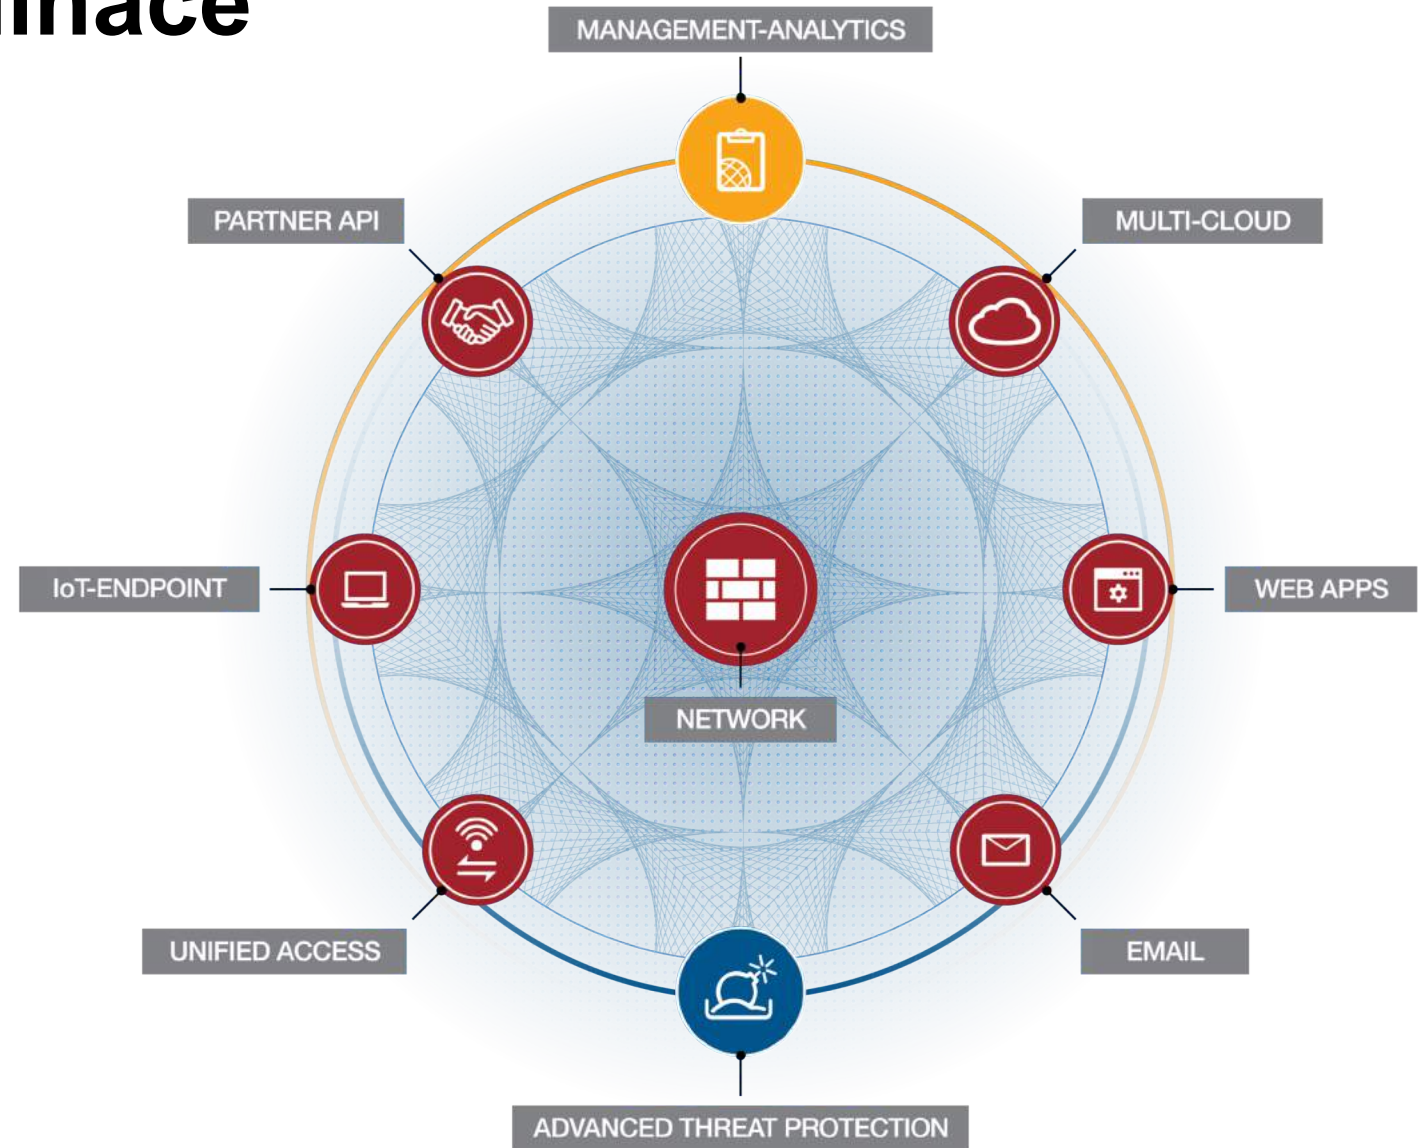 MANAGEMENT-ANALYTICS
PARTNER API
MULTI-CLOUD
IoT-ENDPOINT
WEB APPS
NETWORK
UNIFIED ACCESS
EMAIL
ADVANCED THREAT PROTECTION